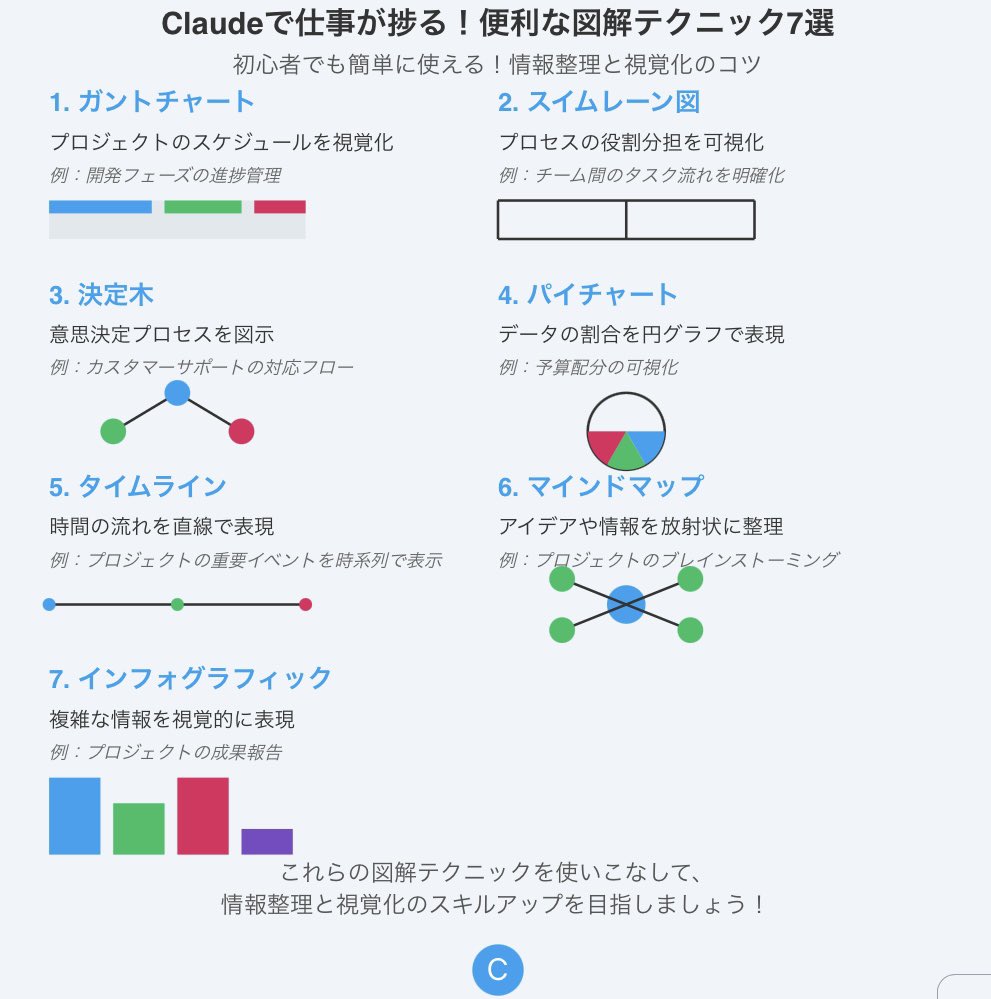 Claudeで仕事が捗る！便利な図解テクニック7選
初心者でも簡単に使える！情報整理と視覚化のコツ
1. ガントチャート
プロジェクトのスケジュールを視覚化
例：開発フェーズの進捗管理
2. スイムレーン図
プロセスの役割分担を可視化
例：チーム間のタスク流れを明確化
3. 決定木
意思決定プロセスを図示
例：カスタマーサポートの対応フロー
4. パイチャート
データの割合を円グラフで表現
例：予算配分の可視化
5. タイムライン
時間の流れを直線で表現
例：プロジェクトの重要イベントを時系列で表示
6. マインドマップ
アイデアや情報を放射状に整理
例：プロジェクトのブレインストーミング
7. インフォグラフィック
複雑な情報を視覚的に表現
例：プロジェクトの成果報告
これらの図解テクニックを使いこなして、
情報整理と視覚化のスキルアップを目指しましょう！
C